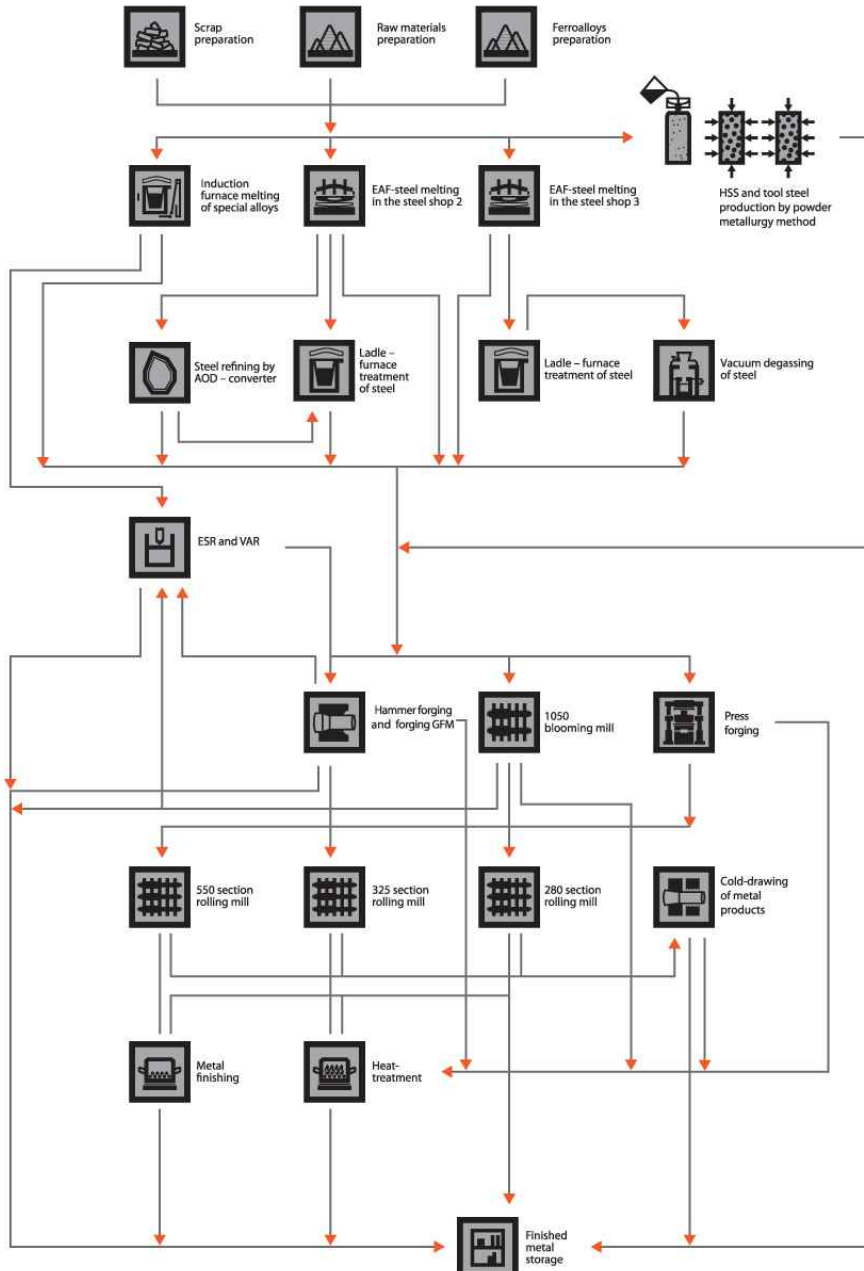 Scrap
preparation
Raw materials
preparation
Ferroalloys
preparation
Induction
furnace melting
of special alloys
EAF-steel melting
in the steel shop 2
EAF-steel melting
in the steel shop 3
HSS and tool steel
production by powder
metallurgy method
Steel refining by
AOD – converter
Ladle –
furnace
treatment
of steel
Ladle – furnace
treatment of steel
Vacuum degassing
of steel
ESR and VAR
Hammer forging
and forging GFM
1050
blooming mill
Press
forging
550 section
rolling mill
325 section
rolling mill
280 section
rolling mill
Cold-drawing
of metal
products
Metal
finishing
Heat-
treatment
Finished
metal
storage